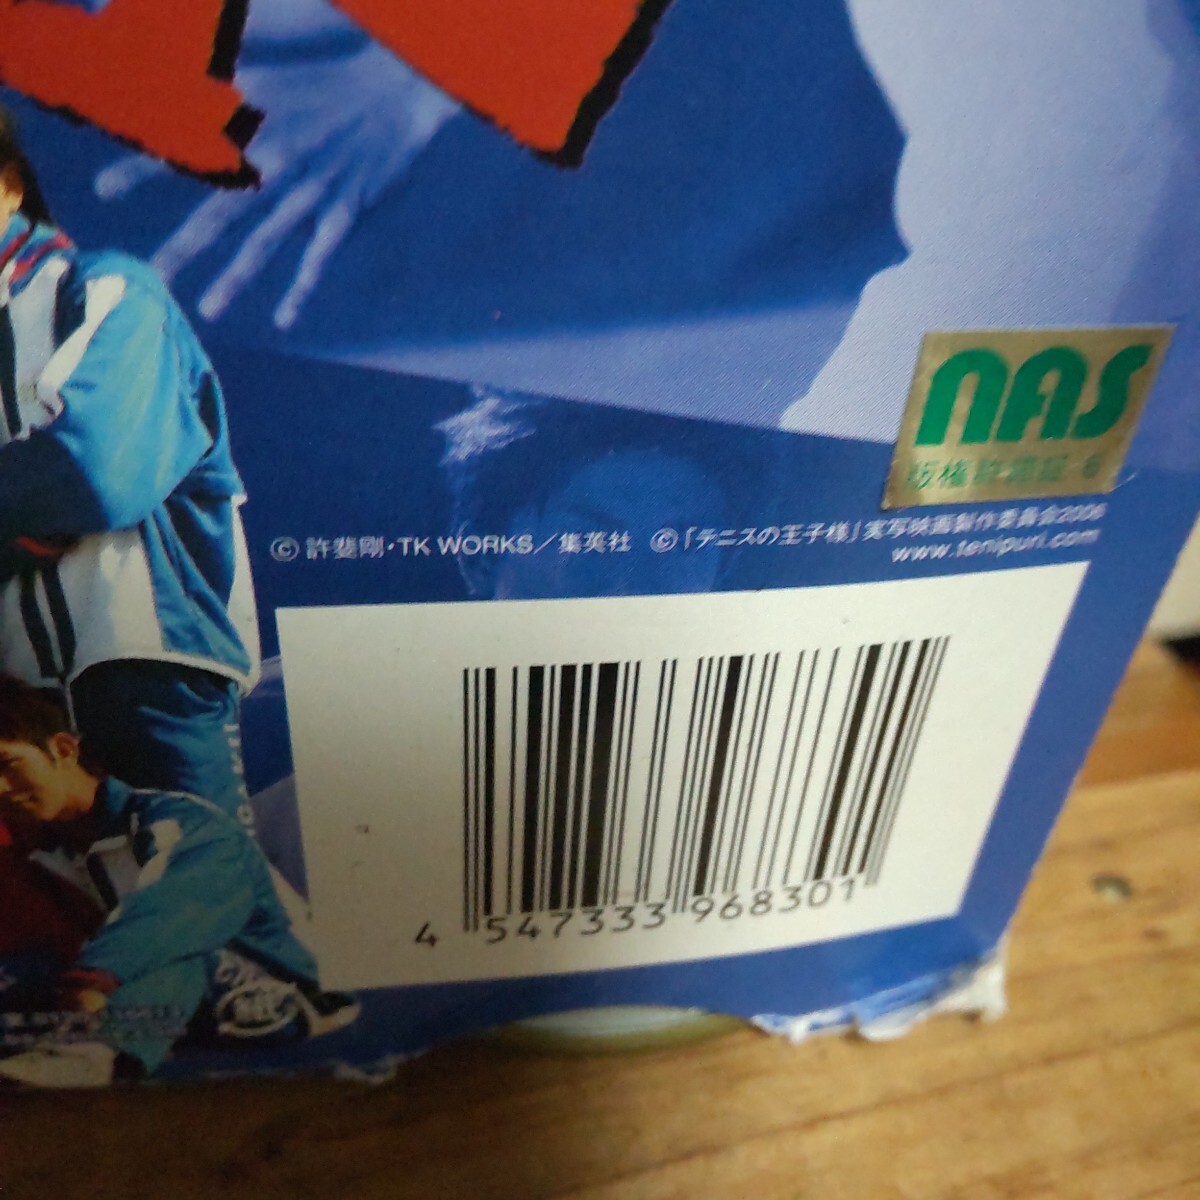 nas
版権許諾証
©許斐剛・TK WORKS／集英社 ©「テニスの王子様」実写映画製作委員会2006
www.tenipuri.com
4 547333 968301
紙